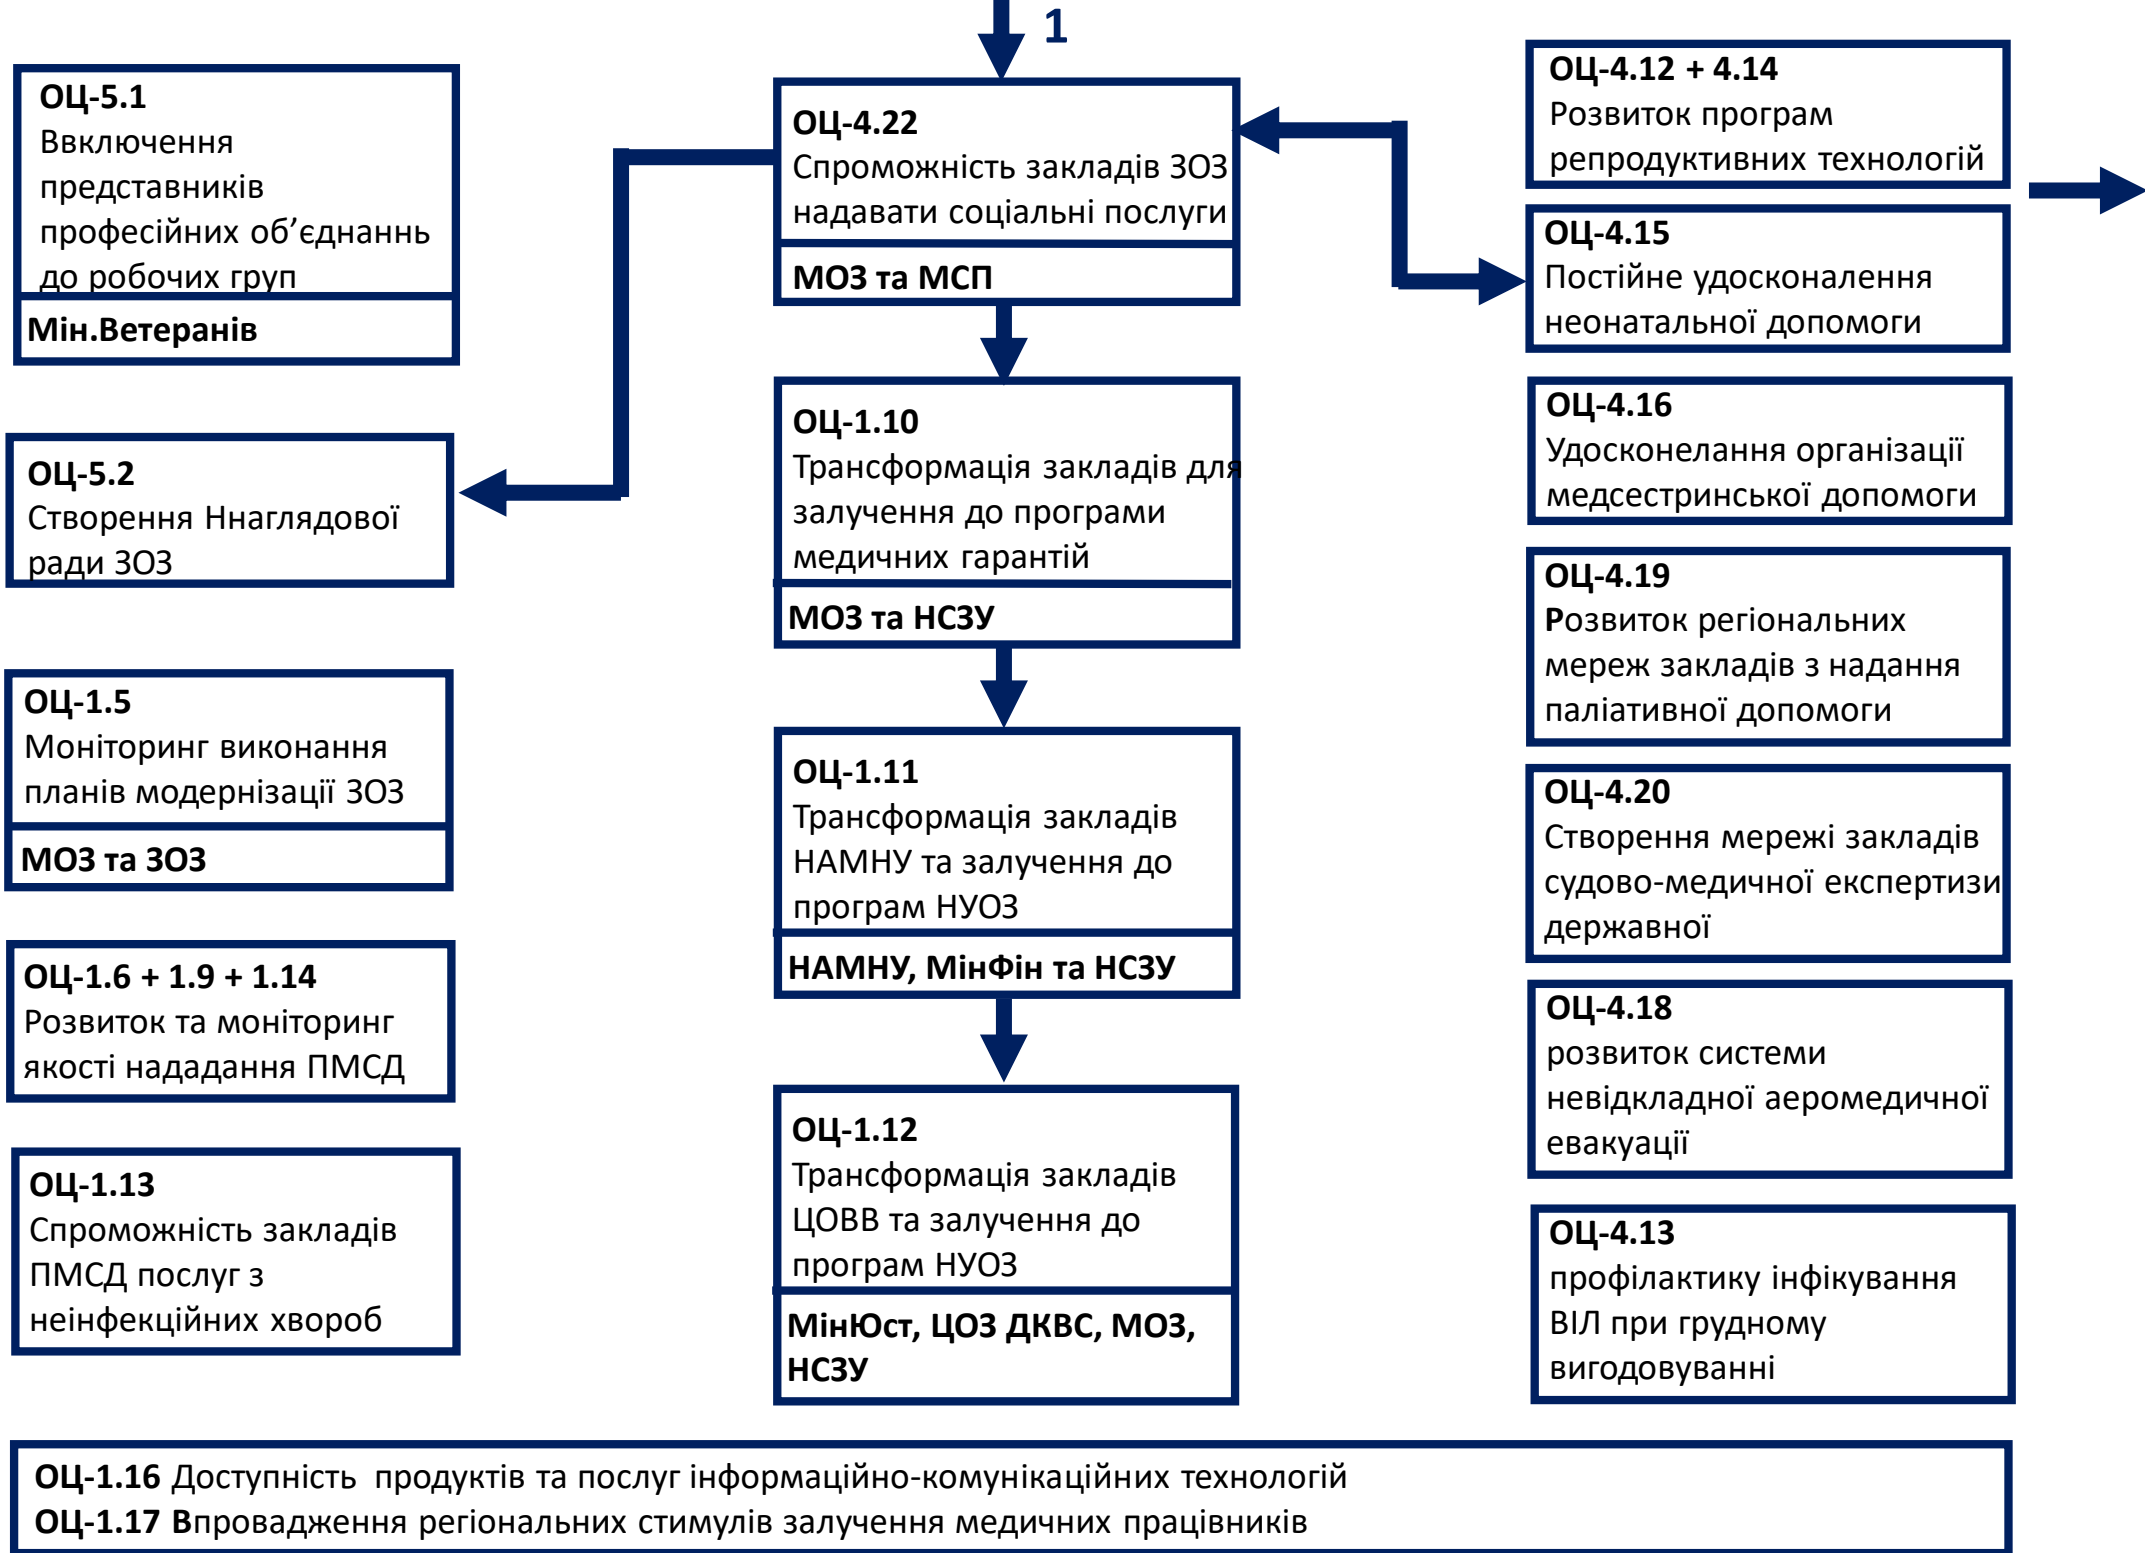 1
ОЦ-5.1
Ввключення
представників
професійних об’єднаннь
до робочих груп
Мін.Ветеранів
ОЦ-5.2
Створення Ннаглядової
ради ЗОЗ
ОЦ-1.5
Моніторинг виконання
планів модернізації ЗОЗ
МОЗ та ЗОЗ
ОЦ-1.6 + 1.9 + 1.14
Розвиток та моніторинг
якості нададання ПМСД
ОЦ-1.13
Спроможність закладів
ПМСД послуг з
неінфекційних хвороб
ОЦ-4.22
Спроможність закладів ЗОЗ
надавати соціальні послуги
МОЗ та МСП
ОЦ-1.10
Трансформація закладів для
залучення до програми
медичних гарантій
МОЗ та НСЗУ
ОЦ-1.11
Трансформація закладів
НАМНУ та залучення до
програм НУОЗ
НАМНУ, МінФін та НСЗУ
ОЦ-1.12
Трансформація закладів
ЦОВВ та залучення до
програм НУОЗ
МінЮст, ЦОЗ ДКВС, МОЗ,
НСЗУ
ОЦ-4.12 + 4.14
Розвиток програм
репродуктивних технологій
ОЦ-4.15
Постійне удосконалення
неонатальної допомоги
ОЦ-4.16
Удосконелання організації
медсестринської допомоги
ОЦ-4.19
Розвиток регіональних
мереж закладів з надання
паліативної допомоги
ОЦ-4.20
Створення мережі закладів
судово-медичної експертизи
державної
ОЦ-4.18
розвиток системи
невідкладної аеромедичної
евакуації
ОЦ-4.13
профілактику інфікування
ВІЛ при грудному
вигодовуванні
ОЦ-1.16 Доступність продуктів та послуг інформаційно-комунікаційних технологій
ОЦ-1.17 Впровадження регіональних стимулів залучення медичних працівників